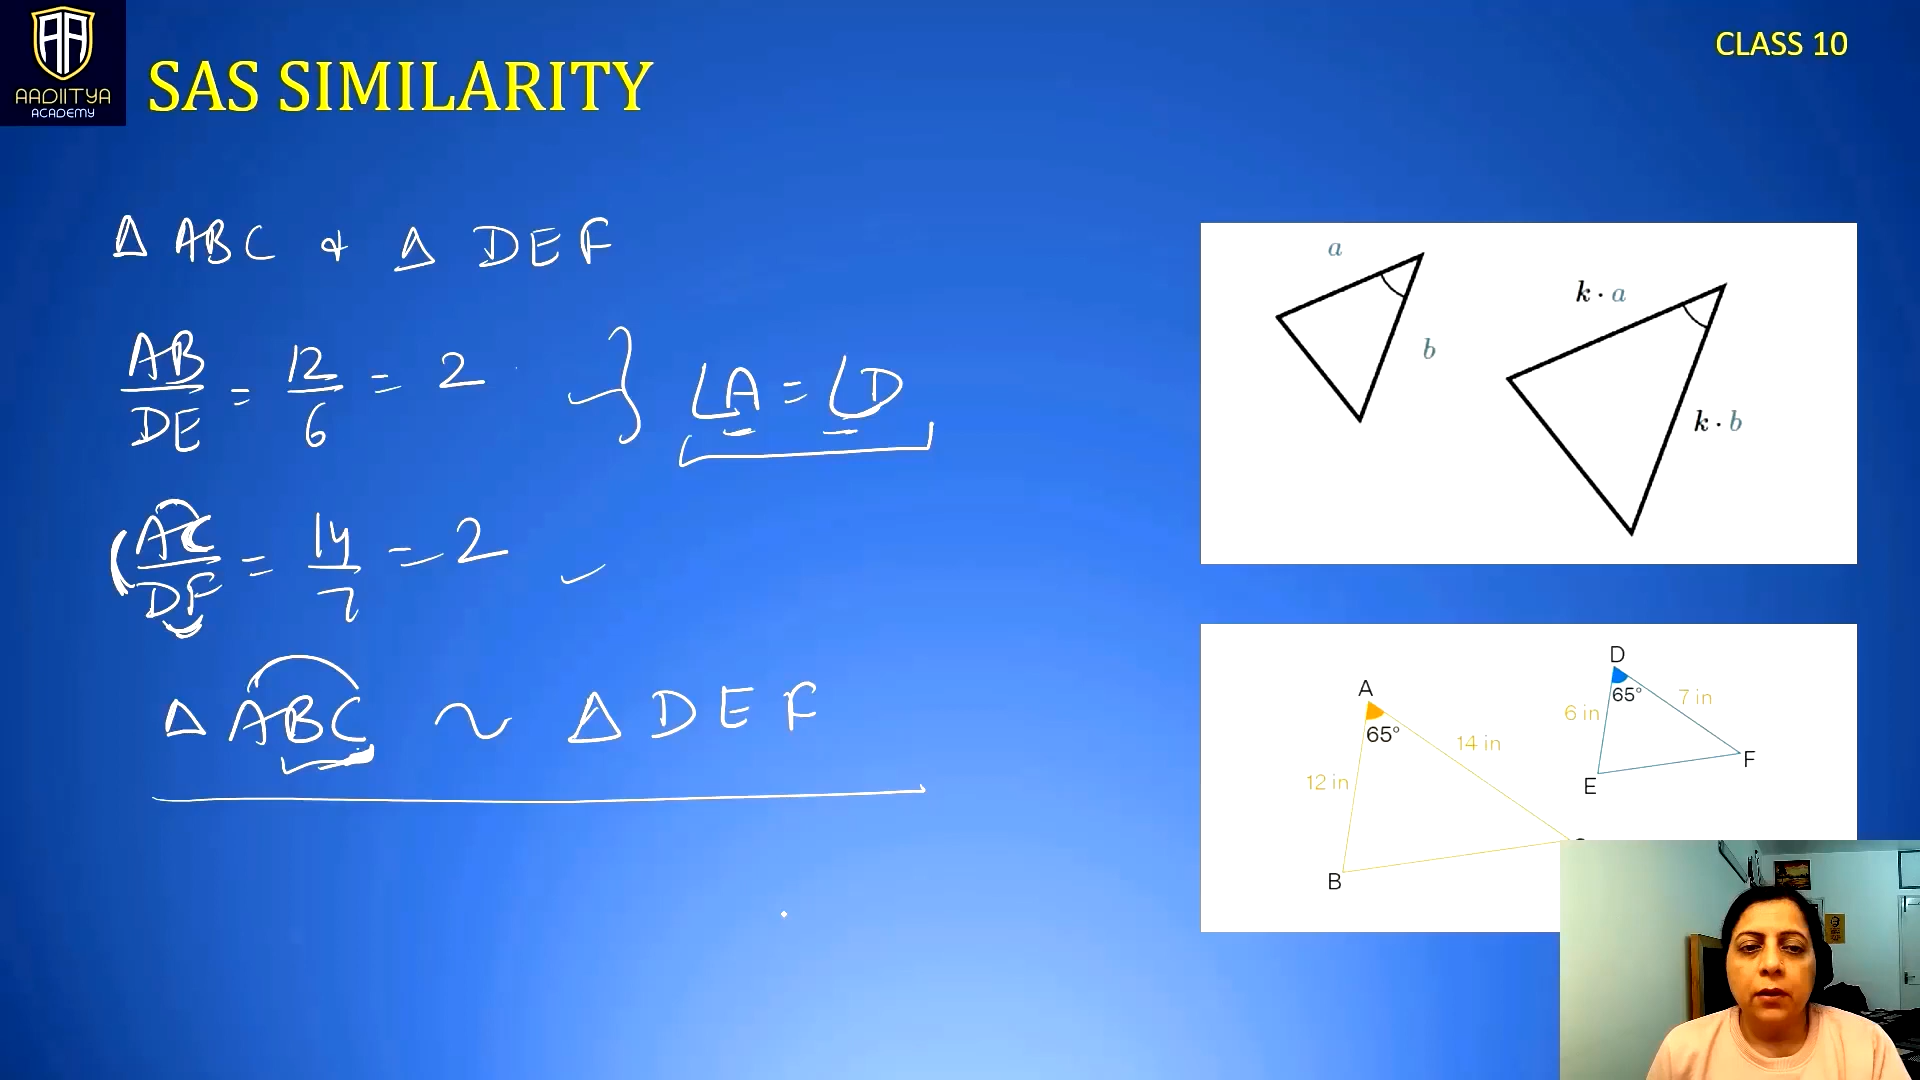 AADIITYA
ACADEMY
SAS SIMILARITY
CLASS 10
Δ ABC & Δ DEF
AB/DE = 12/6 = 2 } ∠A = ∠D
AC/DF = 14/7 = 2 ✓
Δ ABC ~ Δ DEF
a
b
k · a
k · b
A
65°
12 in
14 in
B
D
65°
6 in
7 in
E
F